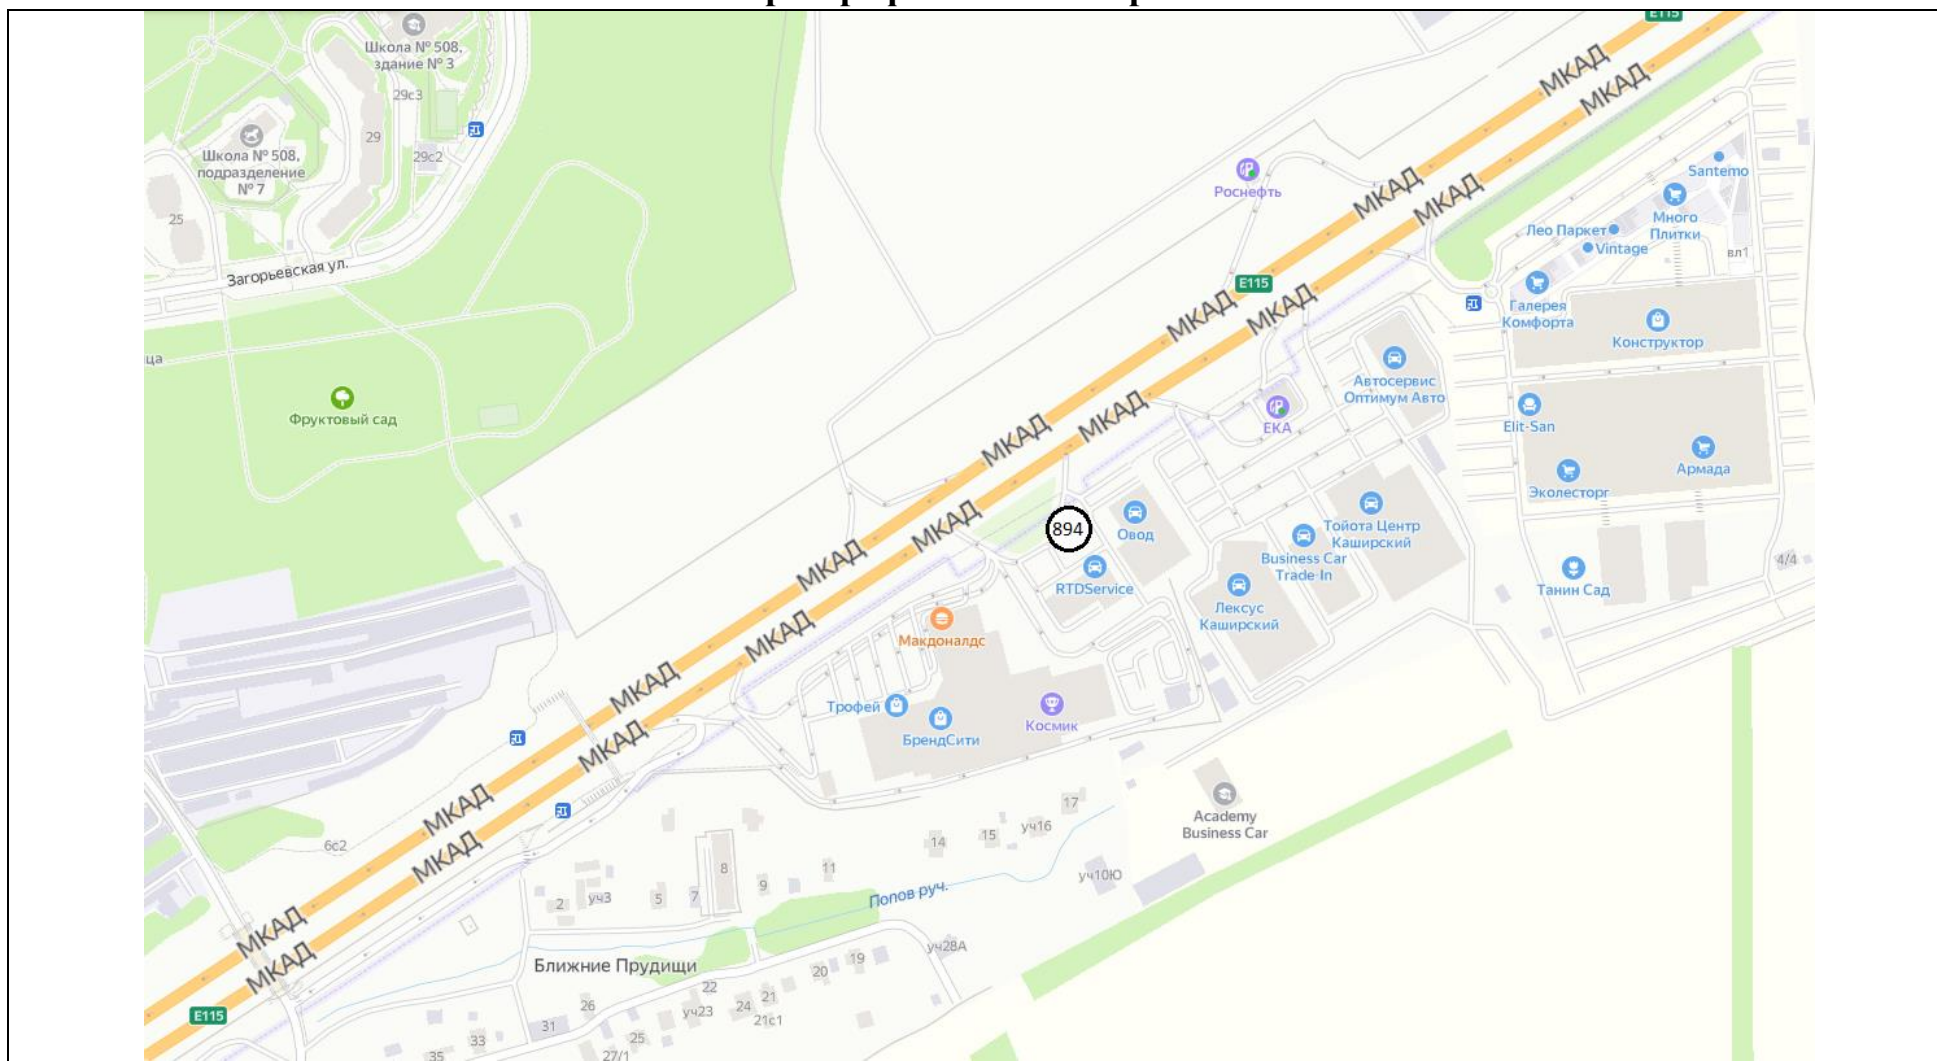 E115
Школа № 508,
здание № 3
29с3
29
29с2
Школа № 508,
подразделение
№ 7
25
Загорьевская ул.
ца
Фруктовый сад
МКАД
МКАД
Роснефть
МКАД
МКАД
Santemo
Много
Плитки
Лео Паркет
Vintage
вл1
E115
МКАД
МКАД
Галерея
Комфорта
Конструктор
Автосервис
Оптимум Авто
ЕКА
Elit-San
Армада
Эколесторг
МКАД
МКАД
894
Овод
RTDService
Тойота Центр
Каширский
Business Car
Trade-In
Лексус
Каширский
Танин Сад
4/4
МКАД
МКАД
Макдоналдс
МКАД
МКАД
Трофей
БрендСити
Космик
МКАД
МКАД
6с2
Academy
Business Car
17
уч16
15
14
11
9
8
7
5
уч3
2
уч10Ю
Попов руч.
МКАД
МКАД
уч28А
Ближние Прудищи
19
20
22
21
24
21с1
уч23
26
25
31
33
35
27/1
E115